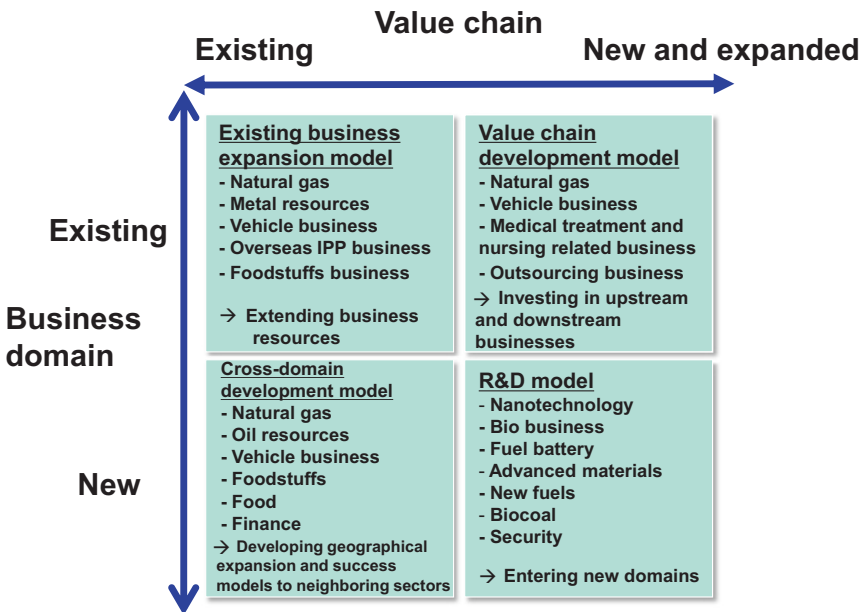 Value chain
Existing
New and expanded
Existing business
expansion model
- Natural gas
- Metal resources
- Vehicle business
- Overseas IPP business
- Foodstuffs business
→ Extending business
resources
Value chain
development model
- Natural gas
- Vehicle business
- Medical treatment and
nursing related business
- Outsourcing business
→ Investing in upstream
and downstream
businesses
Existing
Business
domain
New
Cross-domain
development model
- Natural gas
- Oil resources
- Vehicle business
- Foodstuffs
- Food
- Finance
→ Developing geographical
expansion and success
models to neighboring sectors
R&D model
- Nanotechnology
- Bio business
- Fuel battery
- Advanced materials
- New fuels
- Biocoal
- Security
→ Entering new domains